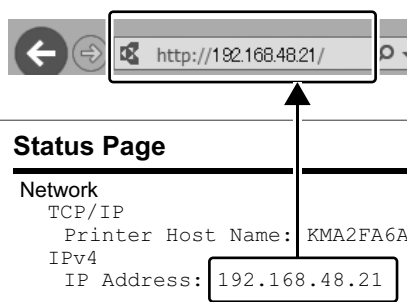 http://192.168.48.21/
Status Page
Network
TCP/IP
Printer Host Name: KMA2FA6A
IPv4
IP Address: 192.168.48.21